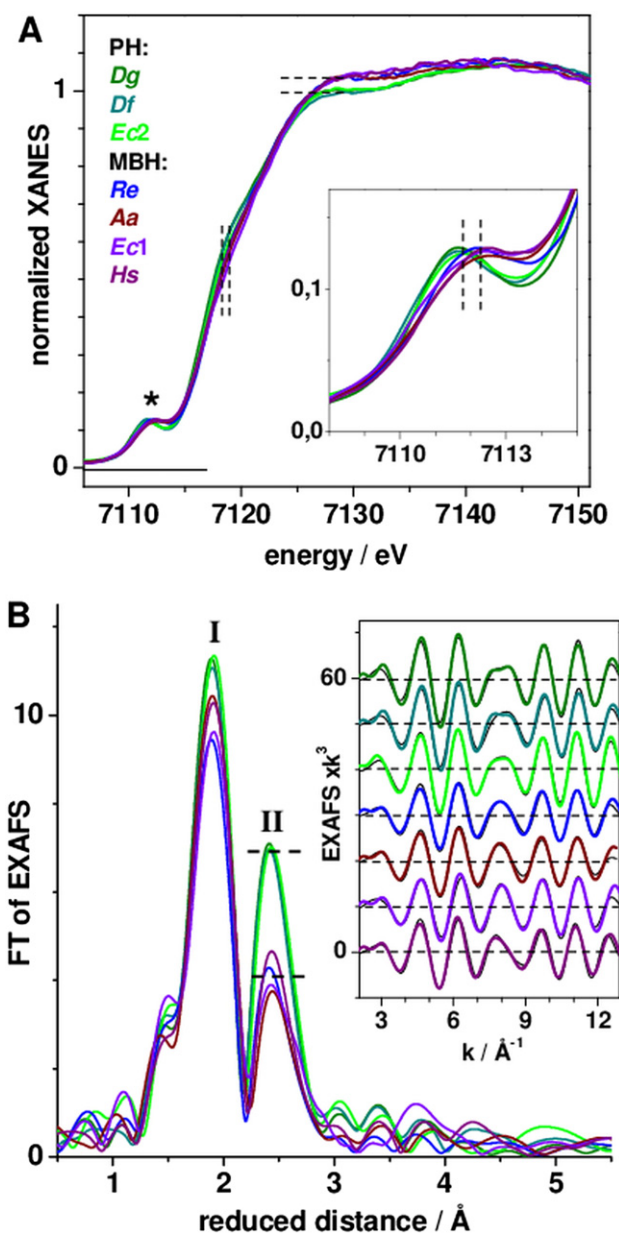 A
PH:
Dg
Df
Ec2
MBH:
Re
Aa
Ec1
Hs
normalized XANES
1
0
*
0,1
0,0
7110 7113
7110 7120 7130 7140 7150
energy / eV
B
I
II
FT of EXAFS
10
0
EXAFS xk³
60
0
3 6 9 12
k / Å⁻¹
1 2 3 4 5
reduced distance / Å